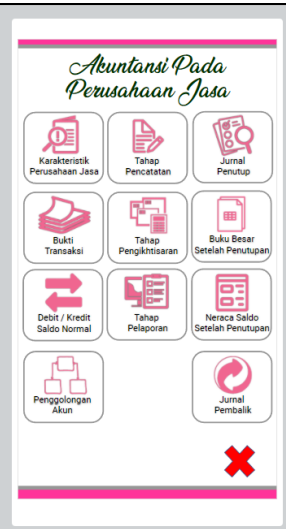 Akuntansi Pada
Perusahaan Jasa
Karakteristik
Perusahaan Jasa
Tahap
Pencatatan
Jurnal
Penutup
Bukti
Transaksi
Tahap
Pengikhtisaran
Buku Besar
Setelah Penutupan
Debit / Kredit
Saldo Normal
Tahap
Pelaporan
Neraca Saldo
Setelah Penutupan
Penggolongan
Akun
Jurnal
Pembalik